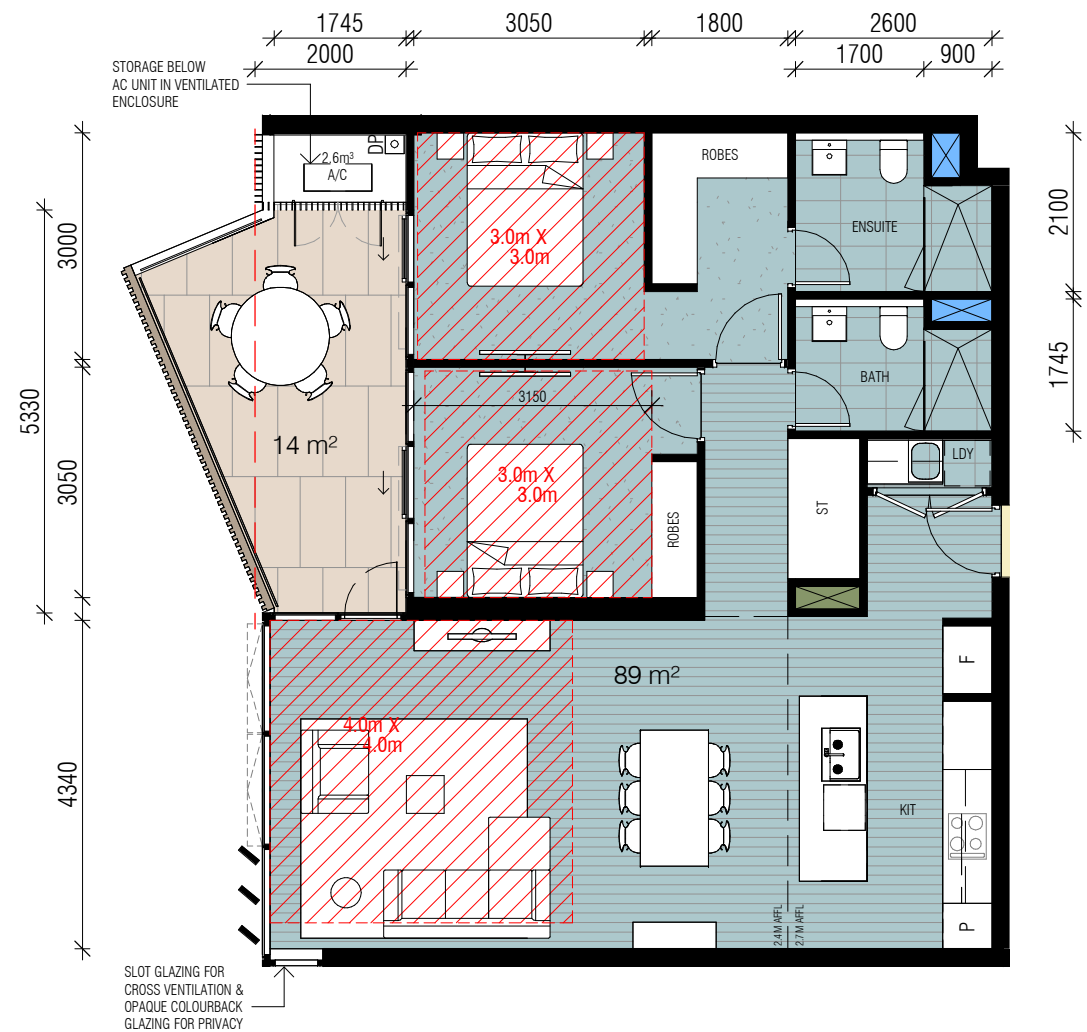 1745
3050
1800
2600
2000
1700
900
STORAGE BELOW
AC UNIT IN VENTILATED
ENCLOSURE
DP
2.6m³
A/C
ROBES
ENSUITE
3000
2100
3.0m X
3.0m
BATH
1745
5330
3150
14 m²
3050
3.0m X
3.0m
LDY
ST
ROBES
89 m²
F
4.0m X
4.0m
4340
KIT
2.4M AFFL
2.7M AFFL
P
SLOT GLAZING FOR
CROSS VENTILATION &
OPAQUE COLOURBACK
GLAZING FOR PRIVACY